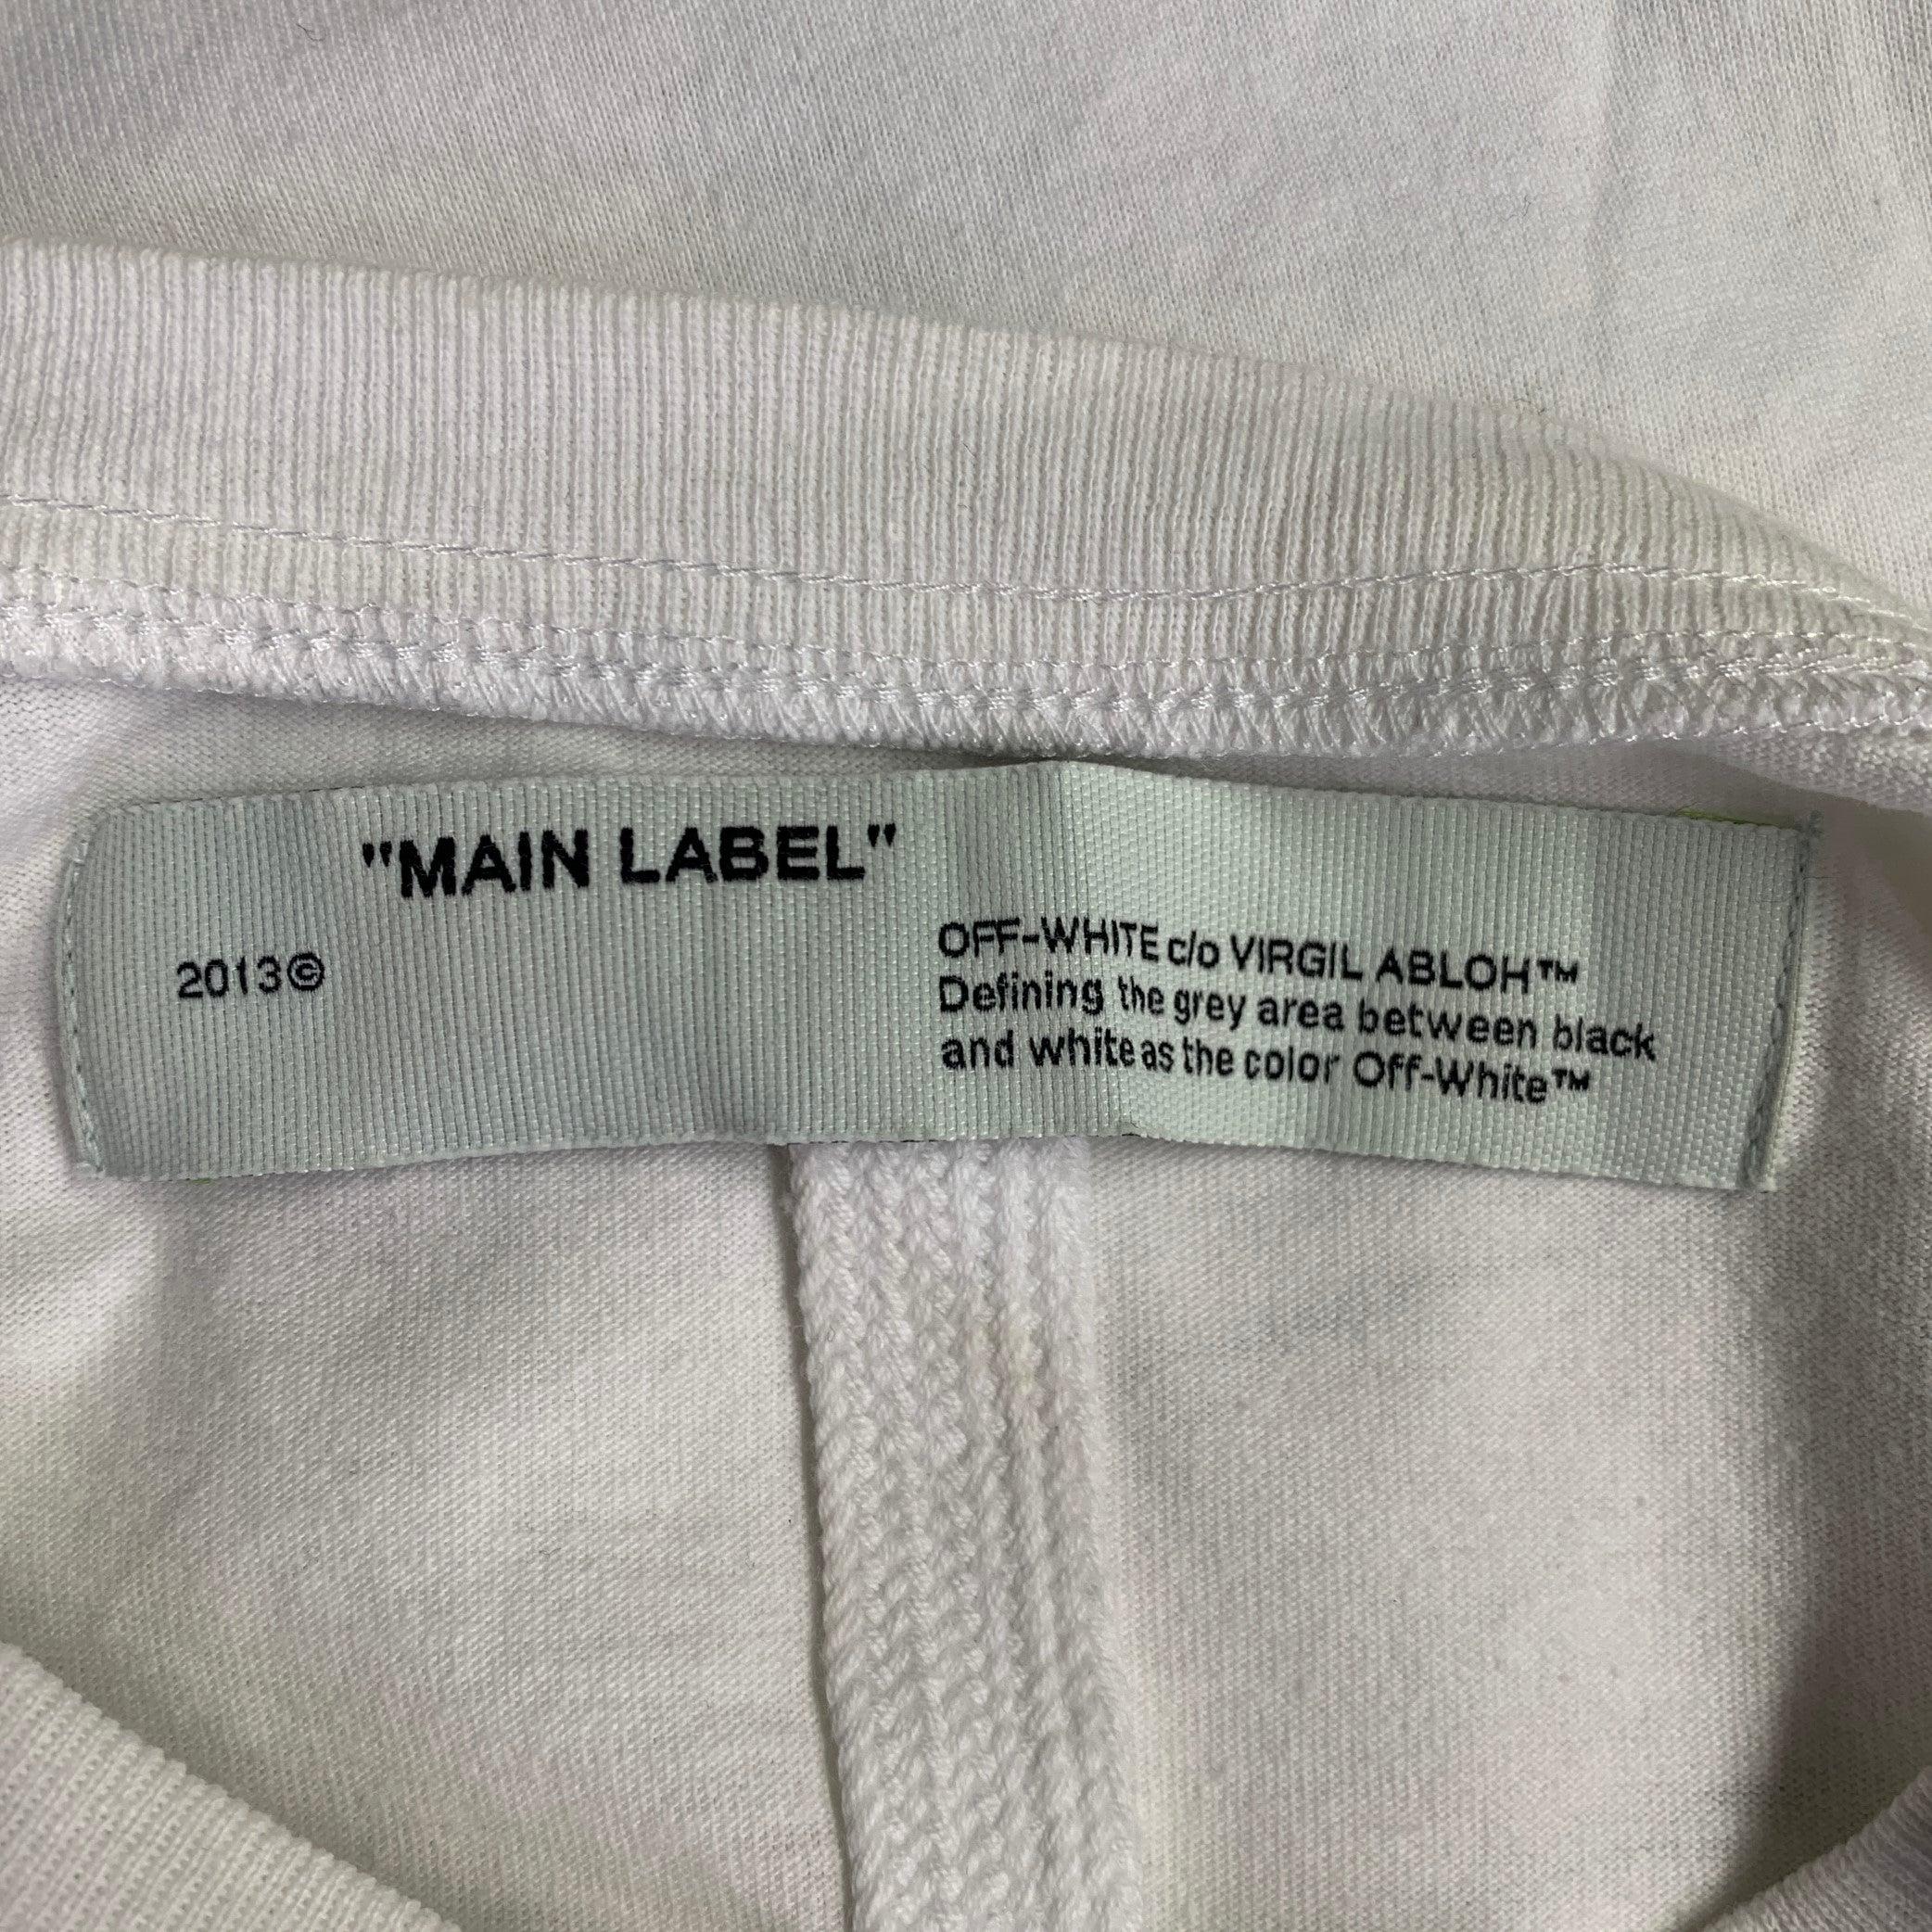 "MAIN LABEL"
2013©
OFF-WHITE c/o VIRGIL ABLOH™
Defining the grey area between black
and white as the color Off-White™